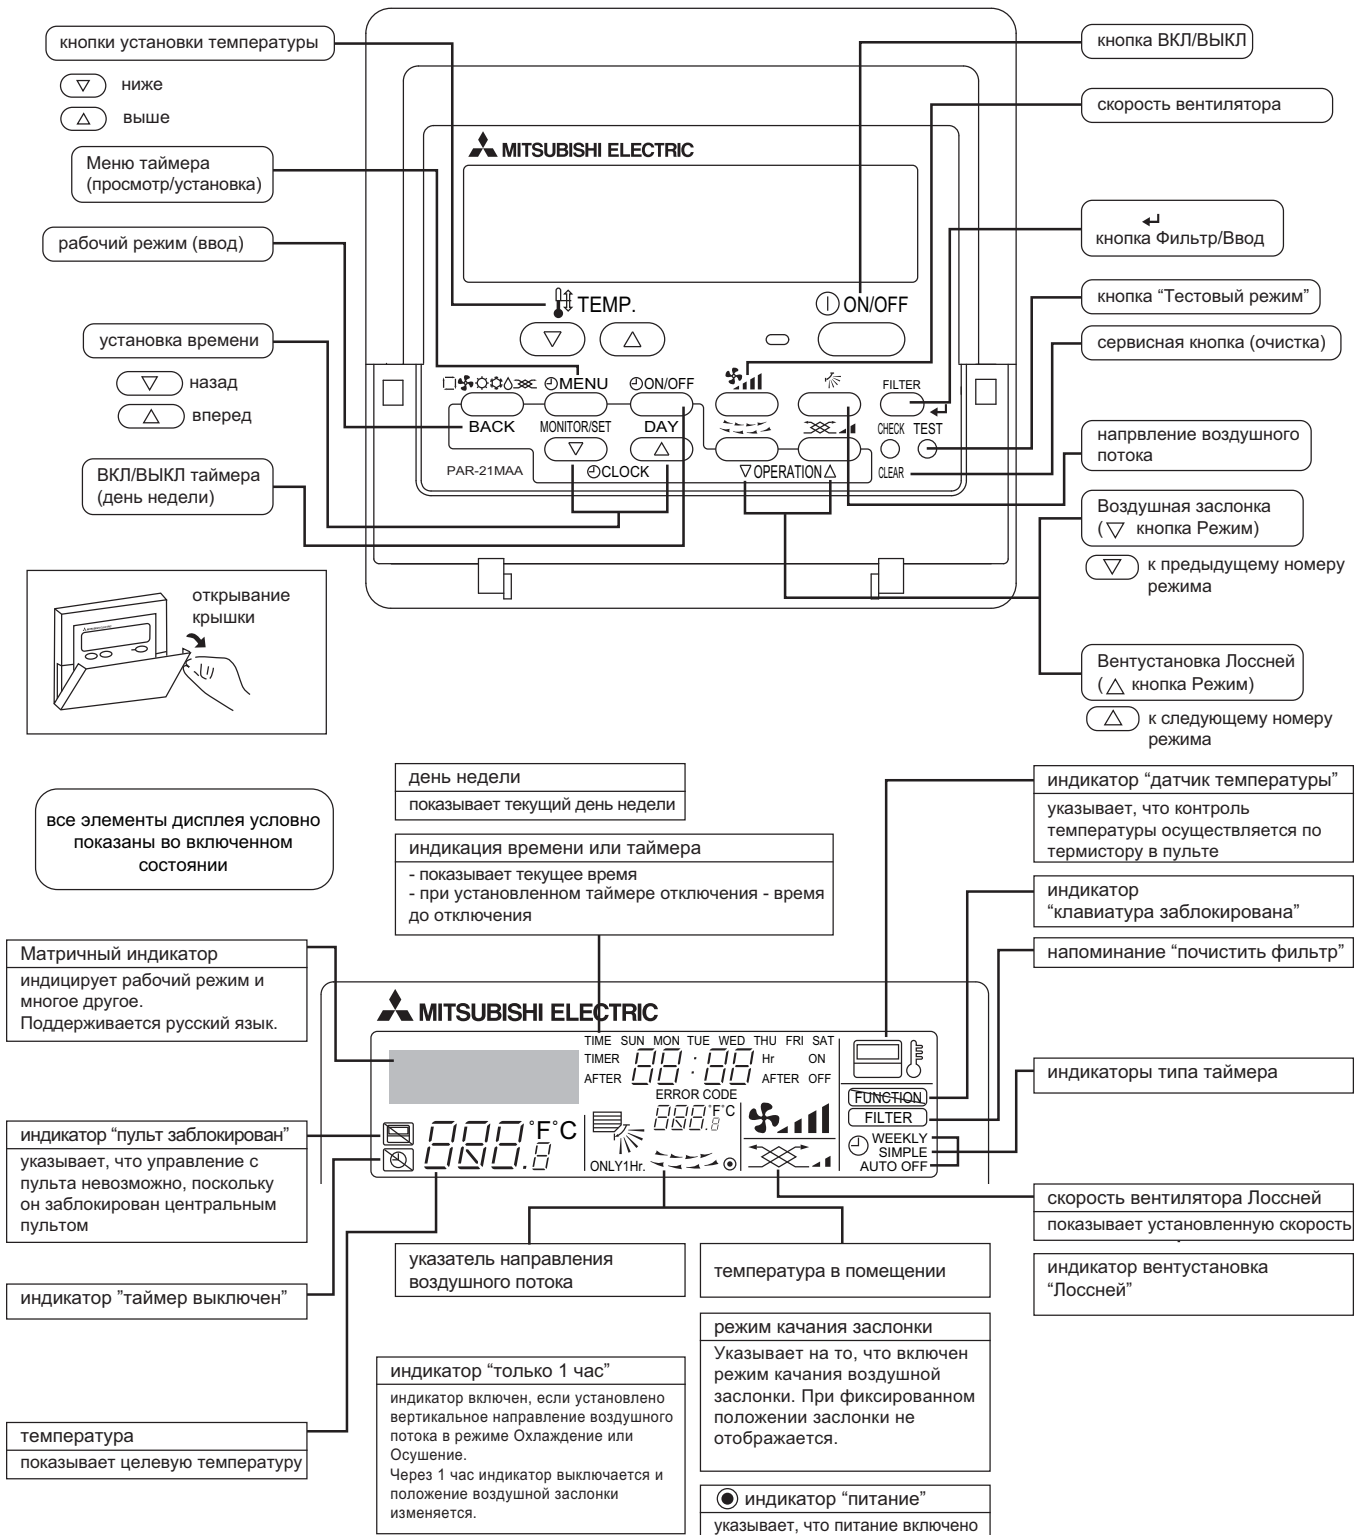 кнопки установки температуры
▽ ниже
△ выше
Меню таймера
(просмотр/установка)
рабочий режим (ввод)
установка времени
▽ назад
△ вперед
ВКЛ/ВЫКЛ таймера
(день недели)
открывание
крышки
MITSUBISHI ELECTRIC
TEMP.
ON/OFF
▽ △
MENU
ON/OFF
FILTER
BACK
MONITOR/SET
DAY
CHECK TEST
▽ △
PAR-21MAA
CLOCK
▽ OPERATION △
CLEAR
кнопка ВКЛ/ВЫКЛ
скорость вентилятора
↵
кнопка Фильтр/Ввод
кнопка “Тестовый режим”
сервисная кнопка (очистка)
напрвление воздушного
потока
Воздушная заслонка
(▽ кнопка Режим)
▽ к предыдущему номеру
режима
Вентустановка Лоссней
(△ кнопка Режим)
△ к следующему номеру
режима
все элементы дисплея условно
показаны во включенном
состоянии
день недели
показывает текущий день недели
индикация времени или таймера
- показывает текущее время
- при установленном таймере отключения - время
до отключения
индикатор “датчик температуры”
указывает, что контроль
температуры осуществляется по
термистору в пульте
индикатор
“клавиатура заблокирована”
напоминание “почистить фильтр”
индикаторы типа таймера
Матричный индикатор
индицирует рабочий режим и
многое другое.
Поддерживается русский язык.
MITSUBISHI ELECTRIC
TIME SUN MON TUE WED THU FRI SAT
TIMER 88:88 Hr ON
AFTER AFTER OFF
ERROR CODE
888.8 °F°C
888.8 °F°C
ONLY1Hr.
FUNCTION
FILTER
WEEKLY
SIMPLE
AUTO OFF
индикатор “пульт заблокирован”
указывает, что управление с
пульта невозможно, поскольку
он заблокирован центральным
пультом
индикатор ”таймер выключен”
температура
показывает целевую температуру
указатель направления
воздушного потока
температура в помещении
скорость вентилятора Лоссней
показывает установленную скорость
индикатор вентустановка
“Лоссней”
индикатор “только 1 час”
индикатор включен, если установлено
вертикальное направление воздушного
потока в режиме Охлаждение или
Осушение.
Через 1 час индикатор выключается и
положение воздушной заслонки
изменяется.
режим качания заслонки
Указывает на то, что включен
режим качания воздушной
заслонки. При фиксированном
положении заслонки не
отображается.
индикатор “питание”
указывает, что питание включено